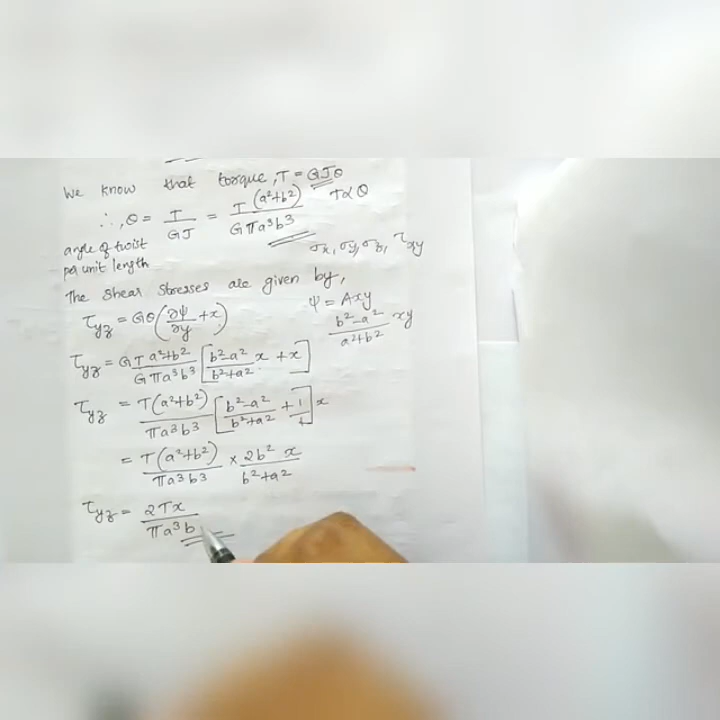 We know that torque, T = GJθ
∴, θ = T/GJ = T(a²+b²)/Gπa³b³ T∝θ
angle of twist
per unit length
σx, σy, σz, τxy
The shear stresses are given by,
τyz = Gθ(∂ψ/∂y + x) ψ = Axy
b²-a²/a²+b² xy
τyz = GT a²+b²/Gπa³b³ [b²-a²/b²+a² x + x]
τyz = T(a²+b²)/πa³b³ [b²-a²/b²+a² + 1/1] x
= T(a²+b²)/πa³b³ × 2b² x/b²+a²
τyz = 2Tx/πa³b